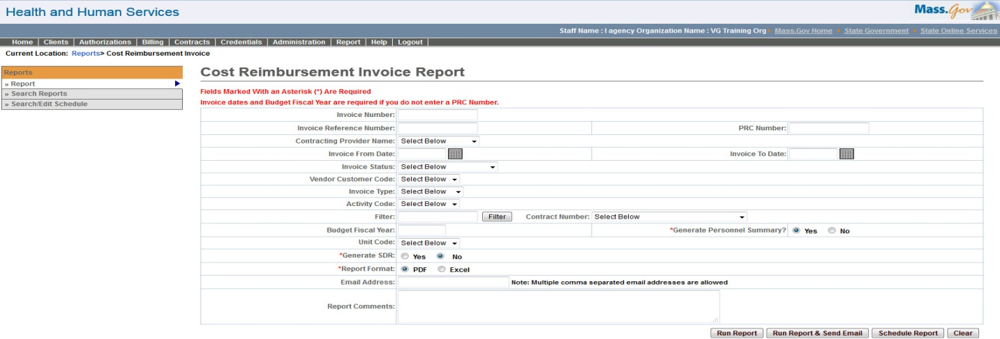 Health and Human Services
Mass.Gov
Staff Name : I agency Organization Name : VG Training Org Mass.Gov Home State Government State Online Services
Home | Clients | Authorizations | Billing | Contracts | Credentials | Administration | Report | Help | Logout |
Current Location: Reports> Cost Reimbursement Invoice
Reports
» Report
» Search Reports
» Search/Edit Schedule
Cost Reimbursement Invoice Report
Fields Marked With an Asterisk (*) Are Required
Invoice dates and Budget Fiscal Year are required if you do not enter a PRC Number.
Invoice Number:
Invoice Reference Number: PRC Number:
Contracting Provider Name: Select Below
Invoice From Date: Invoice To Date:
Invoice Status: Select Below
Vendor Customer Code: Select Below
Invoice Type: Select Below
Activity Code: Select Below
Filter: Filter Contract Number: Select Below
Budget Fiscal Year: *Generate Personnel Summary? Yes No
Unit Code: Select Below
*Generate SDR: Yes No
*Report Format: PDF Excel
Email Address: Note: Multiple comma separated email addresses are allowed
Report Comments:
Run Report Run Report & Send Email Schedule Report Clear